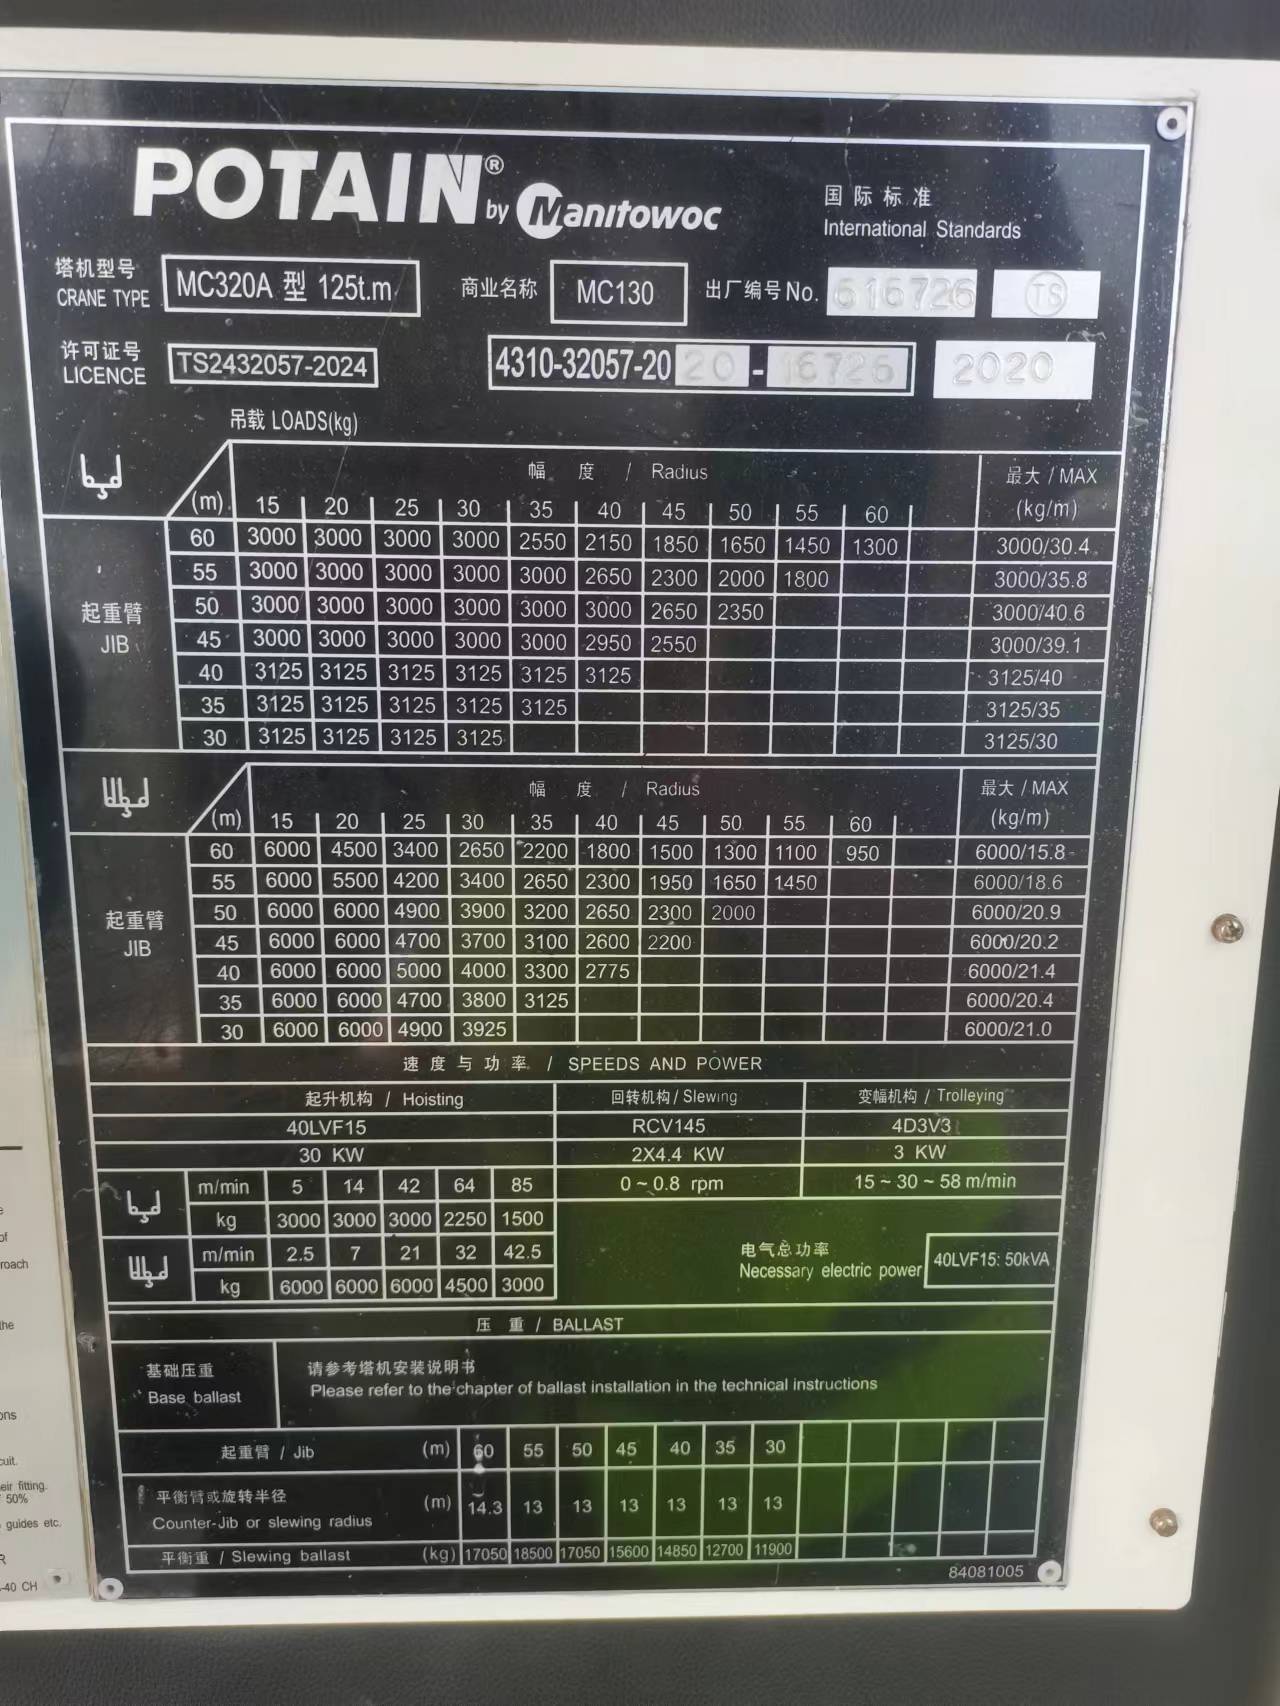 POTAIN® by Manitowoc
国际标准
International Standards
塔机型号 CRANE TYPE MC320A 型 125t.m 商业名称 MC130 出厂编号 No. 616726 TS
许可证号 LICENCE TS2432057-2024 4310-32057-20 20 - 16726 2020
吊载 LOADS(kg)
幅 度 / Radius 最大 / MAX
(m) 15 20 25 30 35 40 45 50 55 60 (kg/m)
起重臂 JIB
60 3000 3000 3000 3000 2550 2150 1850 1650 1450 1300 3000/30.4
55 3000 3000 3000 3000 3000 2650 2300 2000 1800 3000/35.8
50 3000 3000 3000 3000 3000 3000 2650 2350 3000/40.6
45 3000 3000 3000 3000 3000 2950 2550 3000/39.1
40 3125 3125 3125 3125 3125 3125 3125/40
35 3125 3125 3125 3125 3125 3125/35
30 3125 3125 3125 3125 3125/30
幅 度 / Radius 最大 / MAX
(m) 15 20 25 30 35 40 45 50 55 60 (kg/m)
起重臂 JIB
60 6000 4500 3400 2650 2200 1800 1500 1300 1100 950 6000/15.8
55 6000 5500 4200 3400 2650 2300 1950 1650 1450 6000/18.6
50 6000 6000 4900 3900 3200 2650 2300 2000 6000/20.9
45 6000 6000 4700 3700 3100 2600 2200 6000/20.2
40 6000 6000 5000 4000 3300 2775 6000/21.4
35 6000 6000 4700 3800 3125 6000/20.4
30 6000 6000 4900 3925 6000/21.0
速度与功率 / SPEEDS AND POWER
起升机构 / Hoisting 回转机构 / Slewing 变幅机构 / Trolleying
40LVF15 RCV145 4D3V3
30 KW 2X4.4 KW 3 KW
m/min 5 14 42 64 85 0 ~ 0.8 rpm 15 ~ 30 ~ 58 m/min
kg 3000 3000 3000 2250 1500
m/min 2.5 7 21 32 42.5
kg 6000 6000 6000 4500 3000
电气总功率
Necessary electric power 40LVF15: 50kVA
压 重 / BALLAST
基础压重 Base ballast
请参考塔机安装说明书
Please refer to the chapter of ballast installation in the technical instructions
起重臂 / Jib (m) 60 55 50 45 40 35 30
平衡臂或旋转半径
Counter-Jib or slewing radius (m) 14.3 13 13 13 13 13 13
平衡重 / Slewing ballast (kg) 17050 18500 17050 15600 14850 12700 11900
84081005
of
roach
the
ons
cuit.
eir fitting.
50%
guides etc.
R
-40 CH